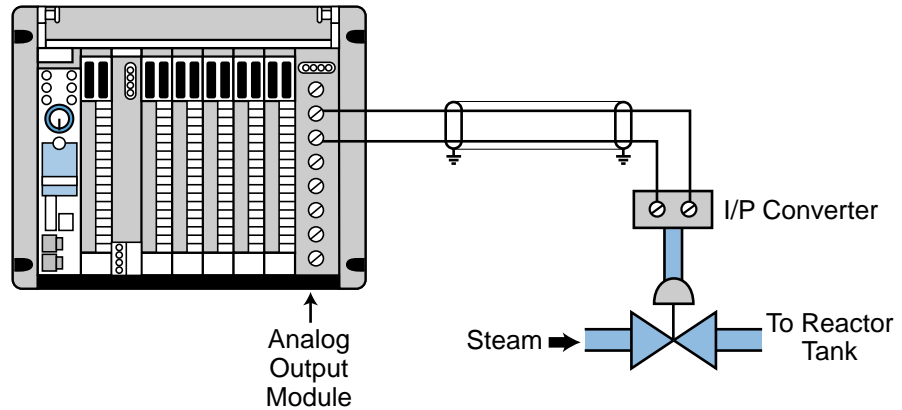 I/P Converter
Steam
To Reactor
Tank
Analog
Output
Module